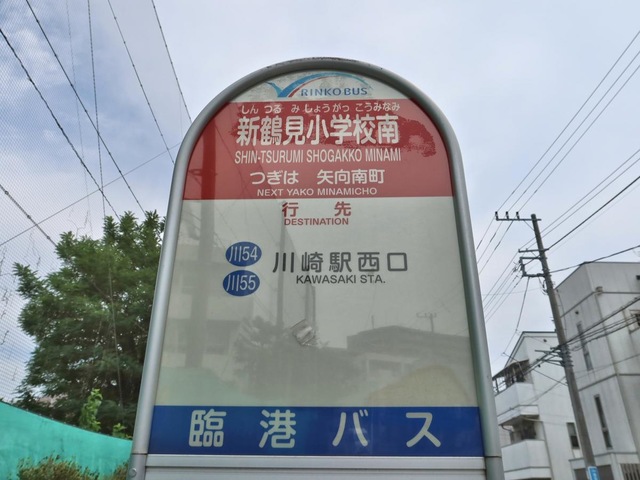 RINKO BUS
しん つる み しょうがっ こうみなみ
新鶴見小学校南
SHIN-TSURUMI SHOGAKKO MINAMI
つぎは 矢向南町
NEXT YAKO MINAMICHO
行先
DESTINATION
川54
川55
川崎駅西口
KAWASAKI STA.
臨港バス